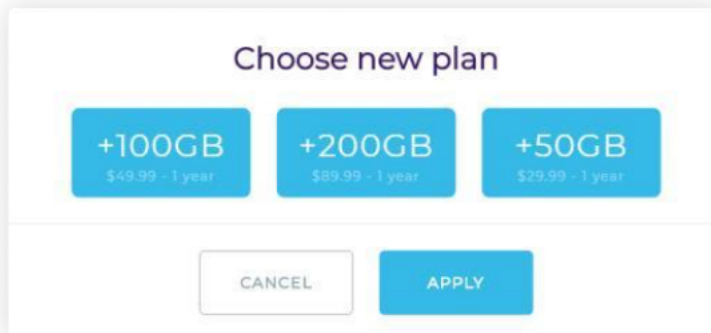 Choose new plan
+100GB +200GB +50GB
$49.99 - 1 year $89.99 - 1 year $29.99 - 1 year
CANCEL APPLY